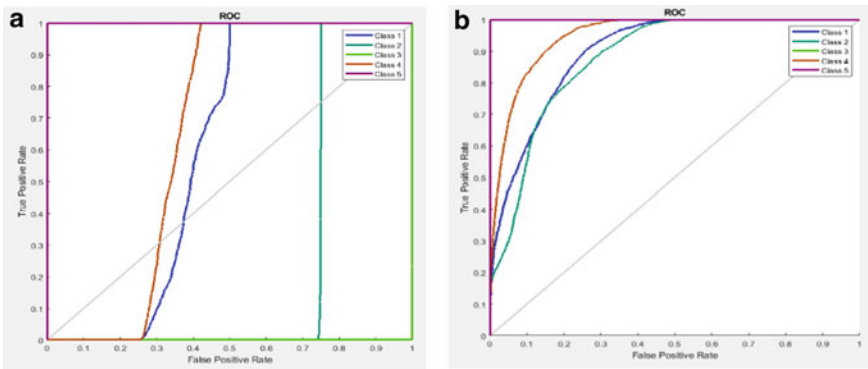 a
ROC
Class 1
Class 2
Class 3
Class 4
Class 5
True Positive Rate
1
0.9
0.8
0.7
0.6
0.5
0.4
0.3
0.2
0.1
0
0 0.1 0.2 0.3 0.4 0.5 0.6 0.7 0.8 0.9 1
False Positive Rate
b
ROC
Class 1
Class 2
Class 3
Class 4
Class 5
True Positive Rate
1
0.9
0.8
0.7
0.6
0.5
0.4
0.3
0.2
0.1
0
0 0.1 0.2 0.3 0.4 0.5 0.6 0.7 0.8 0.9 1
False Positive Rate